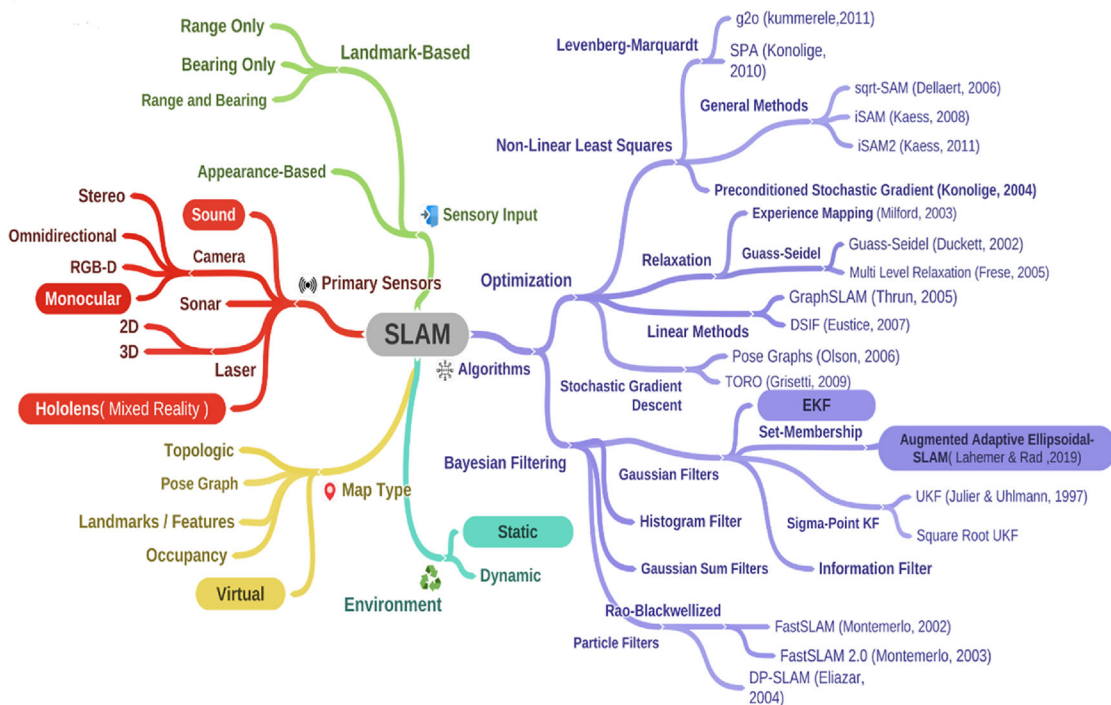 Range Only
Bearing Only
Range and Bearing
Landmark-Based
Appearance-Based
Sensory Input
Stereo
Omnidirectional
RGB-D
Monocular
Sound
Camera
Sonar
2D
3D
Laser
Hololens( Mixed Reality )
Primary Sensors
SLAM
Topologic
Pose Graph
Landmarks / Features
Occupancy
Virtual
Map Type
Static
Dynamic
Environment
Algorithms
Optimization
Non-Linear Least Squares
Levenberg-Marquardt
g2o (kummerele,2011)
SPA (Konolige,
2010)
General Methods
sqrt-SAM (Dellaert, 2006)
iSAM (Kaess, 2008)
iSAM2 (Kaess, 2011)
Preconditioned Stochastic Gradient (Konolige, 2004)
Relaxation
Experience Mapping (Milford, 2003)
Guass-Seidel
Guass-Seidel (Duckett, 2002)
Multi Level Relaxation (Frese, 2005)
Linear Methods
GraphSLAM (Thrun, 2005)
DSIF (Eustice, 2007)
Stochastic Gradient
Descent
Pose Graphs (Olson, 2006)
TORO (Grisetti, 2009)
Bayesian Filtering
Gaussian Filters
EKF
Set-Membership
Augmented Adaptive Ellipsoidal-
SLAM( Lahemer & Rad ,2019)
Sigma-Point KF
UKF (Julier & Uhlmann, 1997)
Square Root UKF
Information Filter
Histogram Filter
Gaussian Sum Filters
Rao-Blackwellized
Particle Filters
FastSLAM (Montemerlo, 2002)
FastSLAM 2.0 (Montemerlo, 2003)
DP-SLAM (Eliazar,
2004)